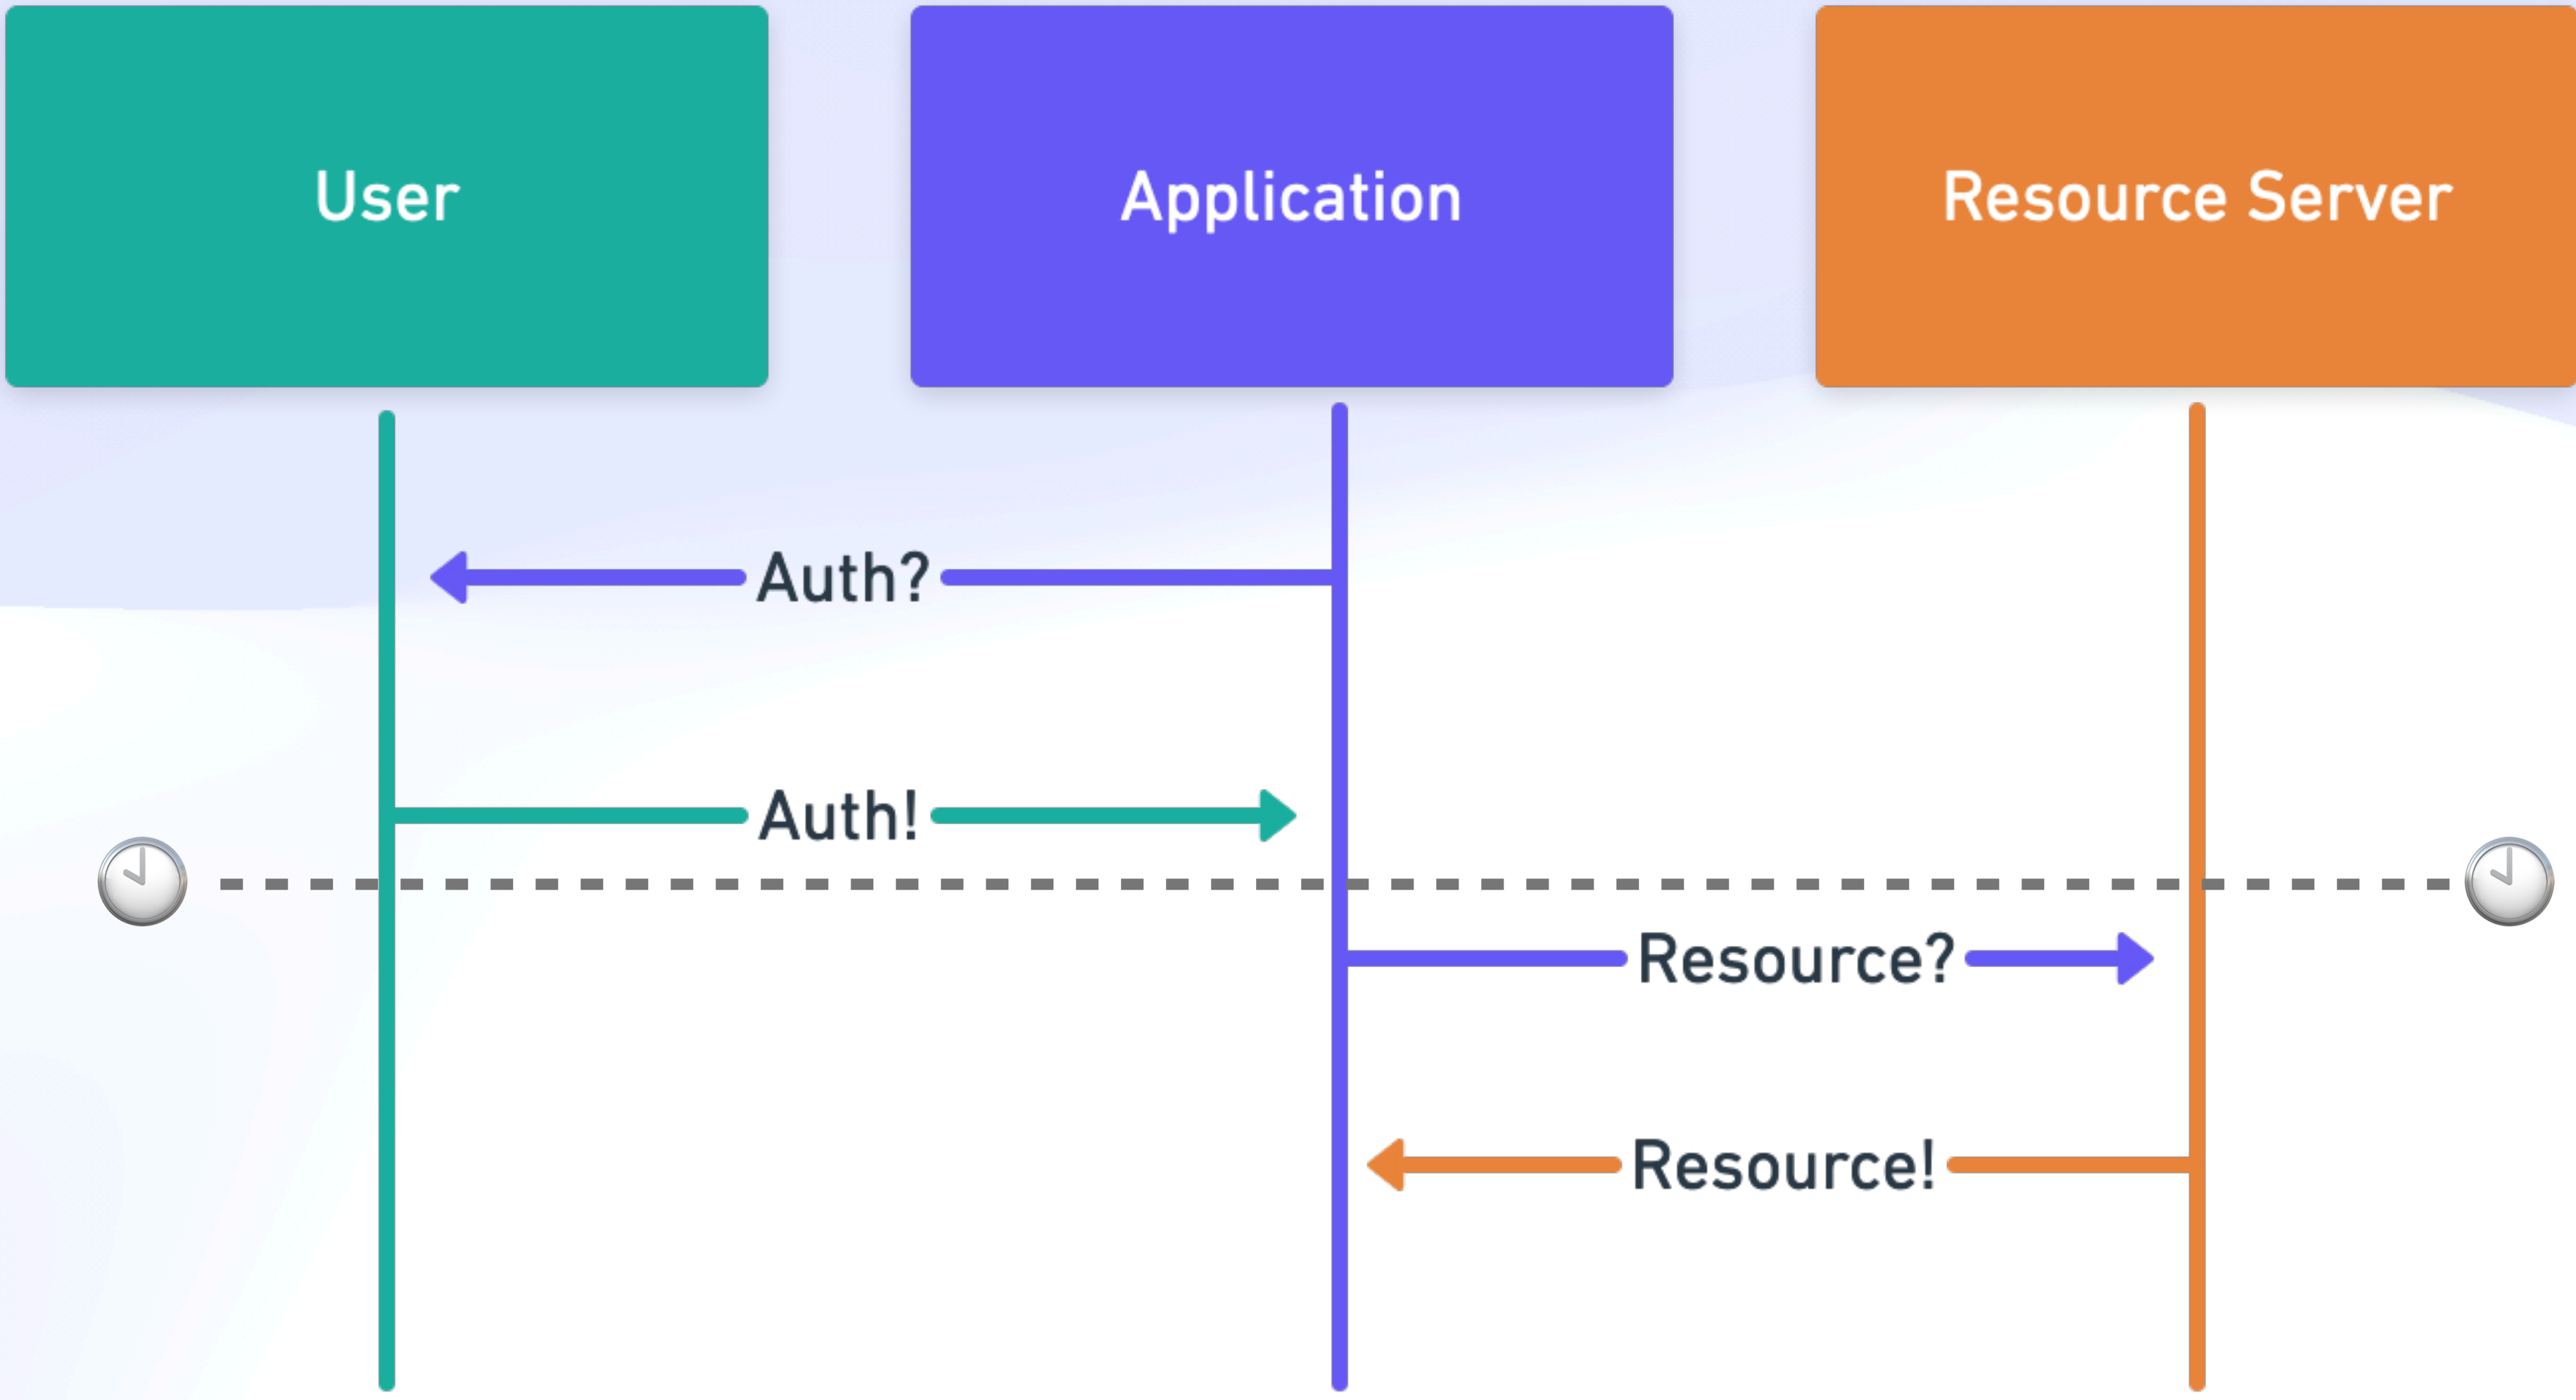 User
Application
Resource Server
Auth?
Auth!
Resource?
Resource!